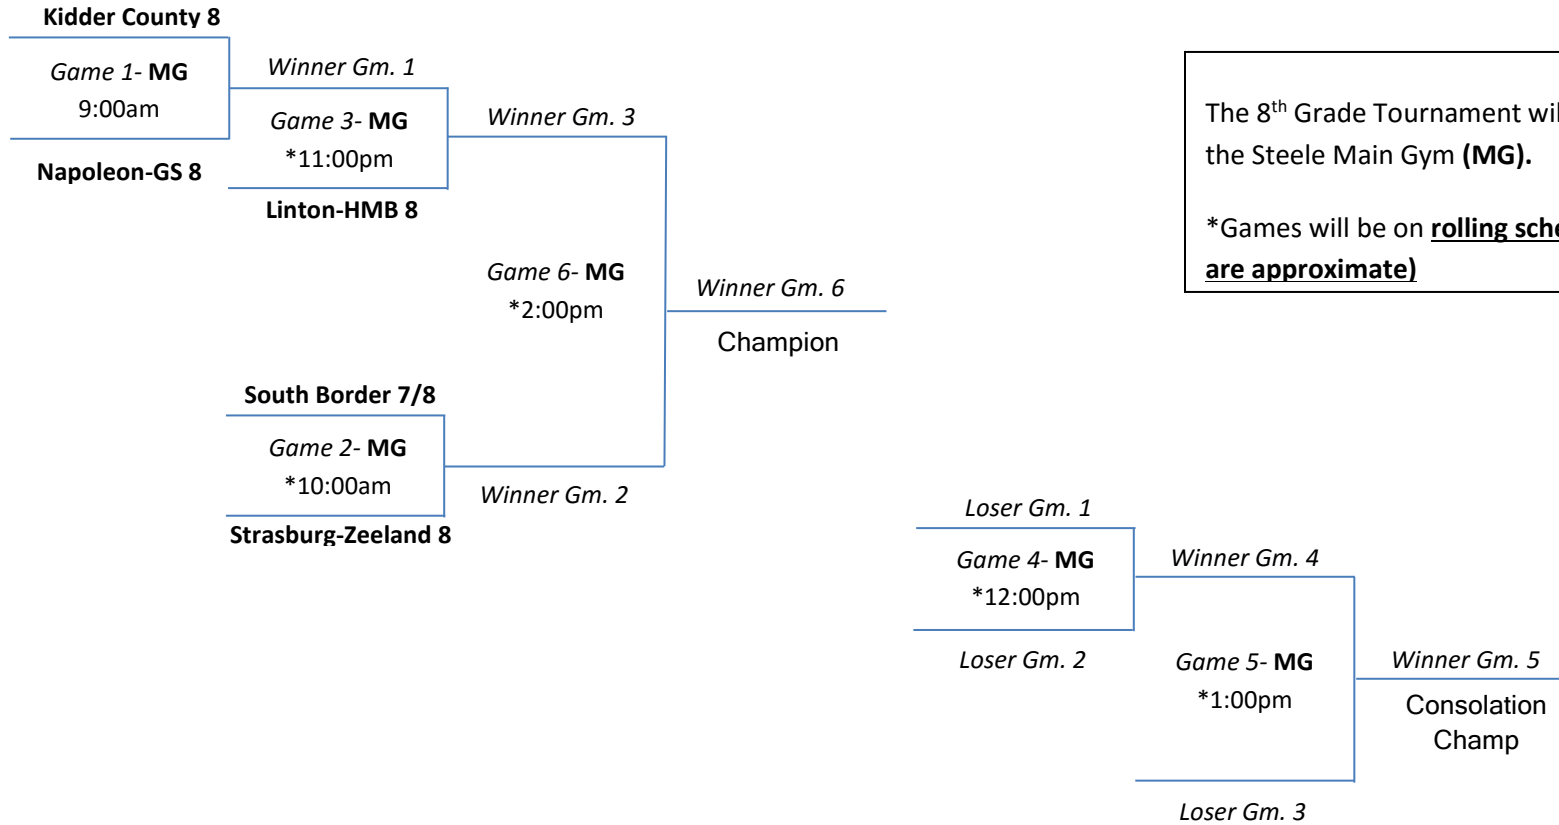 Kidder County 8
Game 1- MG
9:00am
Napoleon-GS 8
Winner Gm. 1
Game 3- MG
*11:00pm
Linton-HMB 8
Winner Gm. 3
Game 6- MG
*2:00pm
Winner Gm. 6
Champion
South Border 7/8
Game 2- MG
*10:00am
Strasburg-Zeeland 8
Winner Gm. 2
The 8th Grade Tournament
the Steele Main Gym (MG).
*Games will be on rolling
are approximate)
Loser Gm. 1
Game 4- MG
*12:00pm
Loser Gm. 2
Winner Gm. 4
Game 5- MG
*1:00pm
Loser Gm. 3
Winner Gm. 5
Consolation
Champ